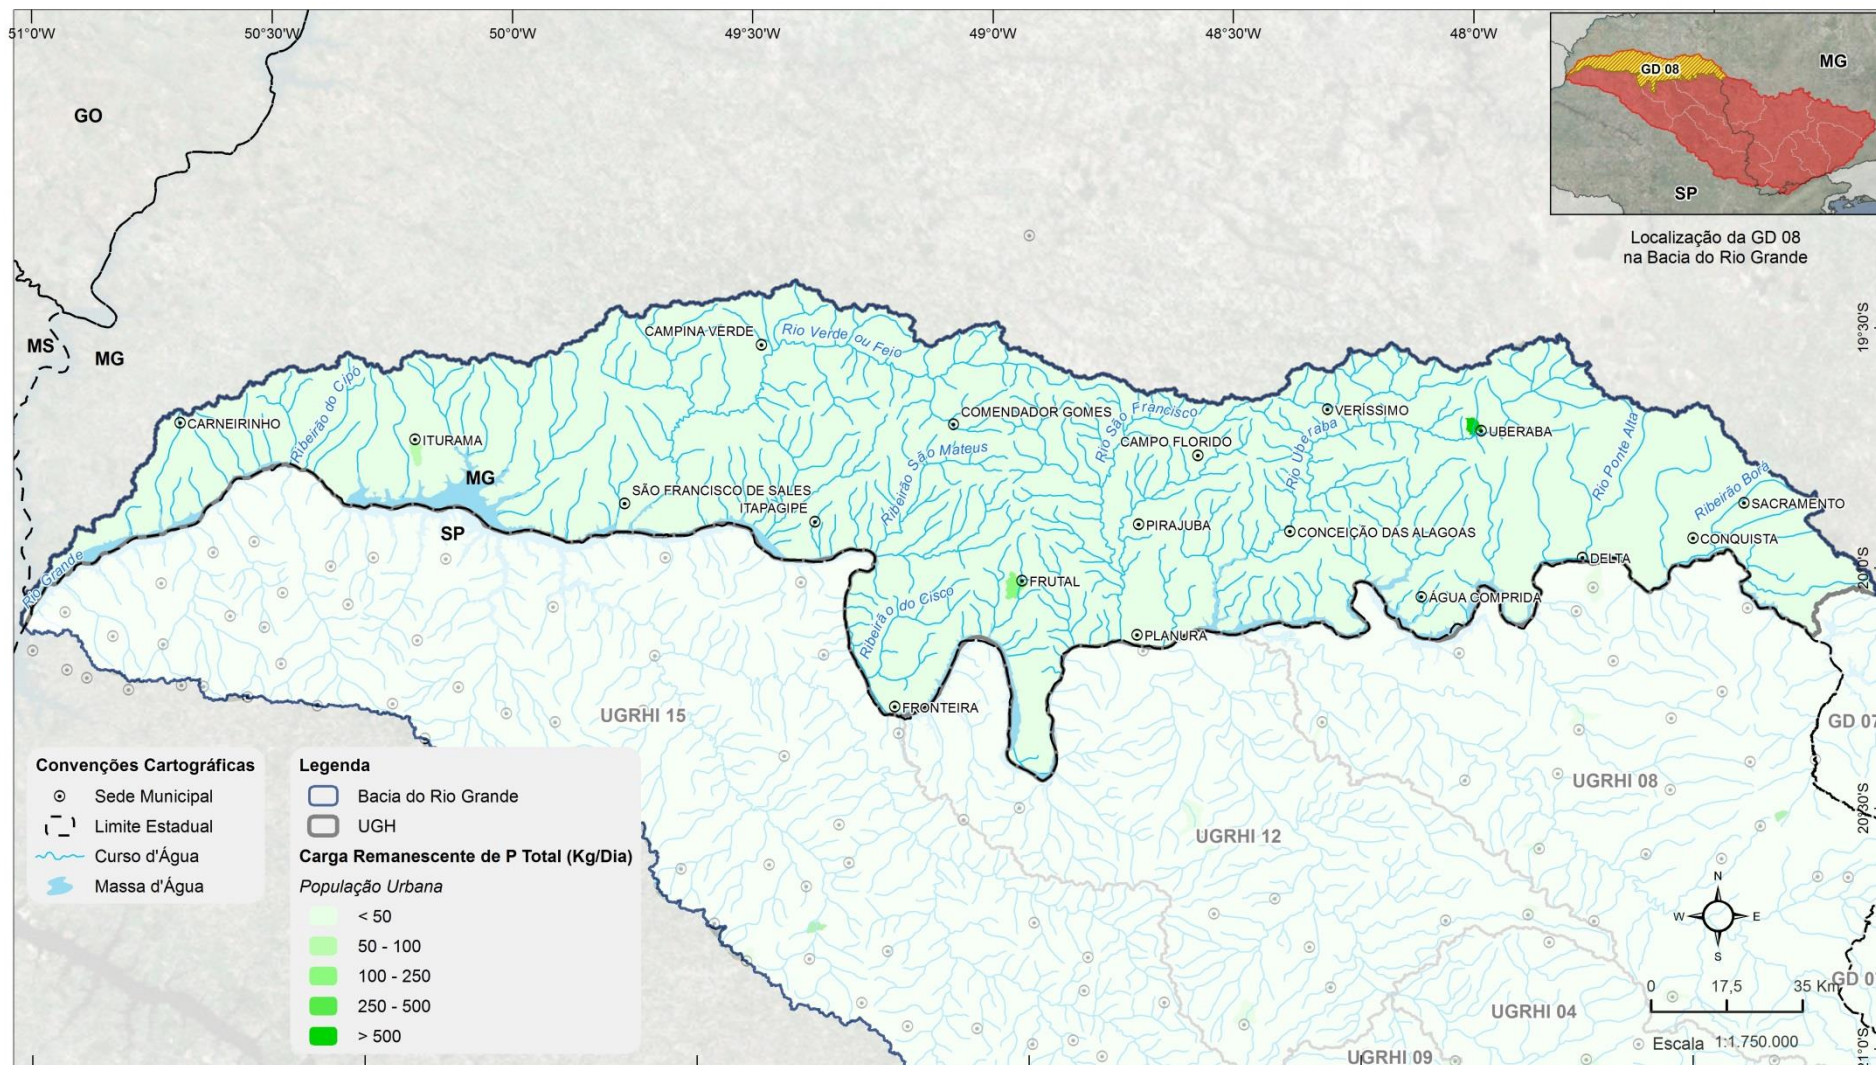 51°0'W
50°30'W
50°0'W
49°30'W
49°0'W
48°30'W
48°0'W
GO
MS
MG
GD 08
MG
SP
Localização da GD 08
na Bacia do Rio Grande
19°30'S
20°0'S
20°30'S
21°0'S
CAMPINA VERDE
Rio Verde ou Feio
CARNEIRINHO
Ribeirão do Cipó
ITURAMA
COMENDADOR GOMES
Rio São Francisco
VERÍSSIMO
CAMPO FLORIDO
Rio Uberaba
UBERABA
Rio Ponte Alta
Ribeirão São Mateus
MG
SÃO FRANCISCO DE SALES
ITAPAGIPE
Ribeirão Borá
SACRAMENTO
SP
PIRAJUBA
CONCEIÇÃO DAS ALAGOAS
CONQUISTA
DELTA
Rio Grande
FRUTAL
Ribeirão do Cisco
ÁGUA COMPRIDA
PLANURA
FRONTEIRA
UGRHI 15
GD 07
UGRHI 08
UGRHI 12
GD 0
UGRHI 04
UGRHI 09
Convenções Cartográficas
Sede Municipal
Limite Estadual
Curso d'Água
Massa d'Água
Legenda
Bacia do Rio Grande
UGH
Carga Remanescente de P Total (Kg/Dia)
População Urbana
< 50
50 - 100
100 - 250
250 - 500
> 500
N
W E
S
0 17,5 35 Km
Escala 1:1.750.000